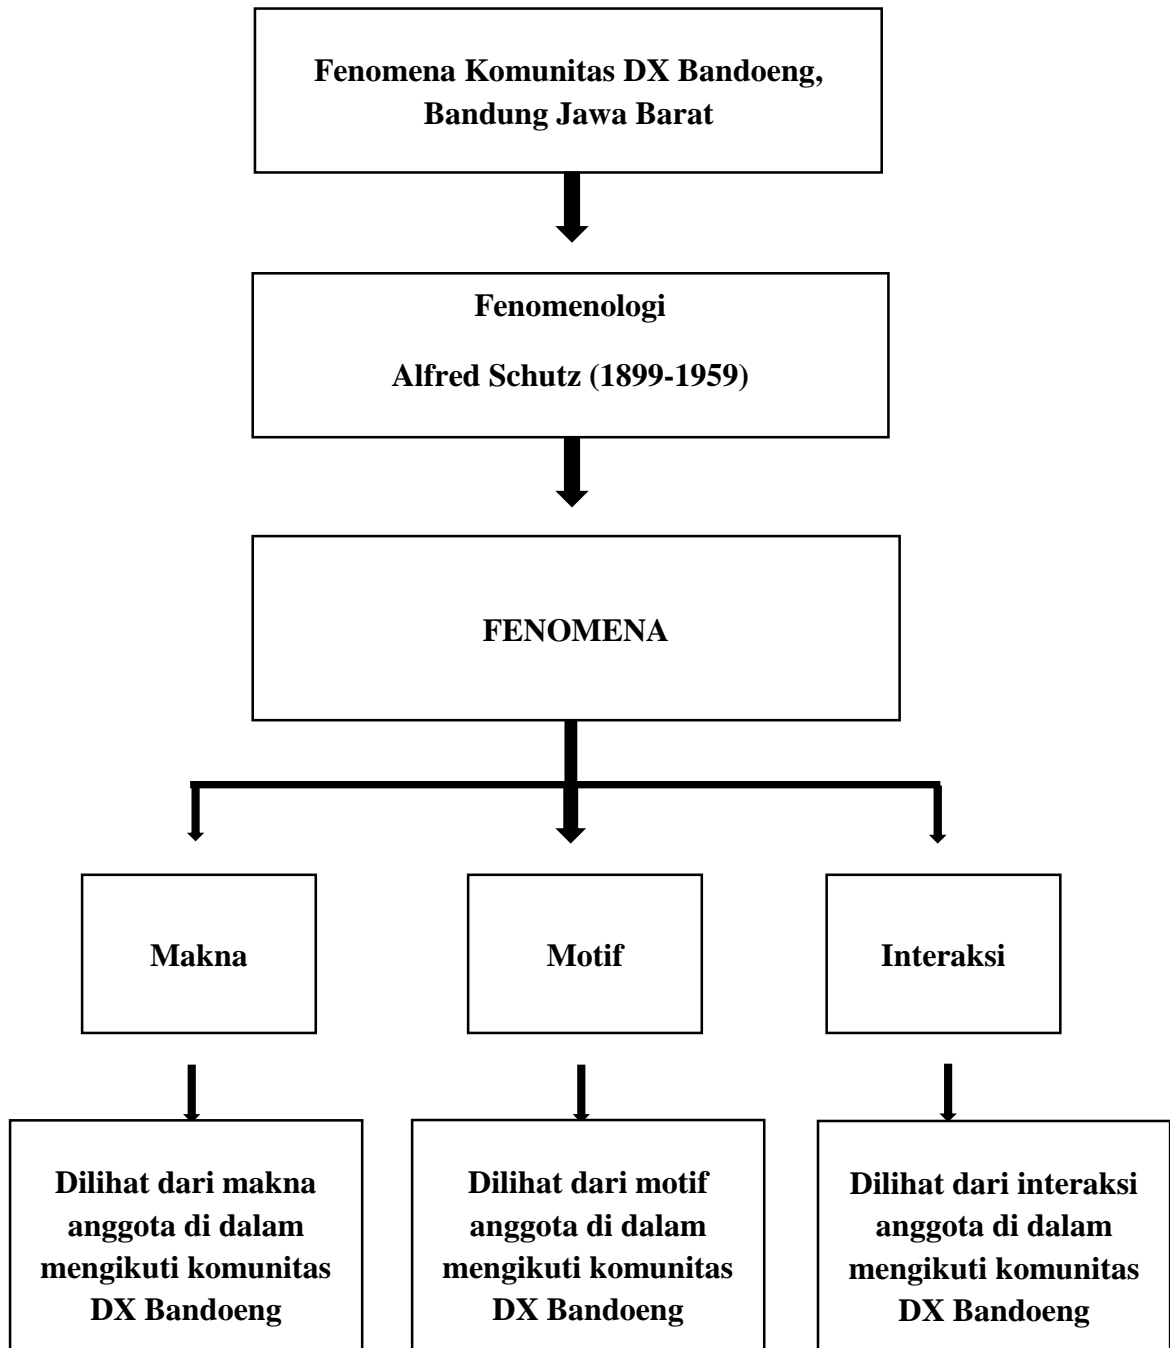 Fenomena Komunitas DX Bandoeng,
Bandung Jawa Barat
Fenomenologi
Alfred Schutz (1899-1959)
FENOMENA
Makna
Motif
Interaksi
Dilihat dari makna
anggota di dalam
mengikuti komunitas
DX Bandoeng
Dilihat dari motif
anggota di dalam
mengikuti komunitas
DX Bandoeng
Dilihat dari interaksi
anggota di dalam
mengikuti komunitas
DX Bandoeng